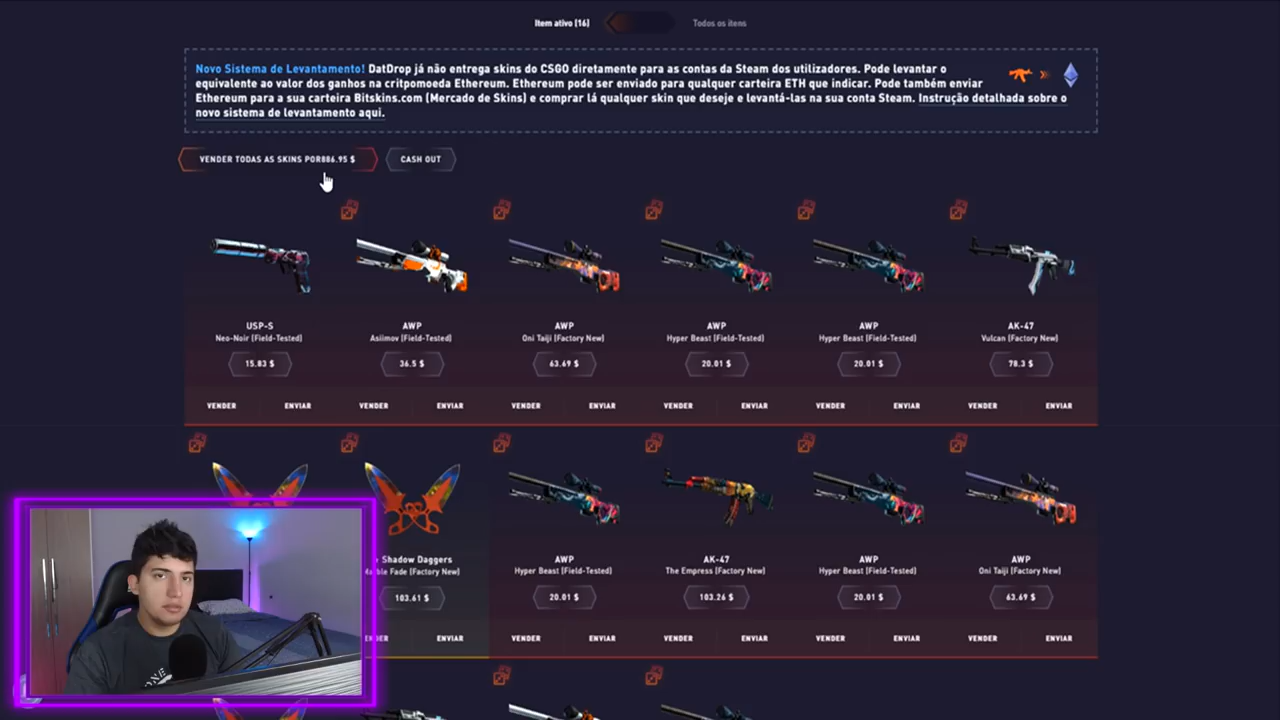 Item ativo (16)
Todos os itens
Novo Sistema de Levantamento! DatDrop já não entrega skins do CSGO diretamente para as contas da Steam dos utilizadores. Pode levantar o
equivalente ao valor dos ganhos na critpomoeda Ethereum. Ethereum pode ser enviado para qualquer carteira ETH que indicar. Pode também enviar
Ethereum para a sua carteira Bitskins.com (Mercado de Skins) e comprar lá qualquer skin que deseje e levantá-las na sua conta Steam. Instrução detalhada sobre o
novo sistema de levantamento aqui.
VENDER TODAS AS SKINS POR886.95 $
CASH OUT
USP-S
Neo-Noir (Field-Tested)
15.83 $
VENDER ENVIAR
AWP
Asiimov (Field-Tested)
36.5 $
VENDER ENVIAR
AWP
Oni Taiji (Factory New)
63.69 $
VENDER ENVIAR
AWP
Hyper Beast (Field-Tested)
20.01 $
VENDER ENVIAR
AWP
Hyper Beast (Field-Tested)
20.01 $
VENDER ENVIAR
AK-47
Vulcan (Factory New)
78.3 $
VENDER ENVIAR
Shadow Daggers
Fade (Factory New)
103.61 $
ENVIAR
AWP
Hyper Beast (Field-Tested)
20.01 $
VENDER ENVIAR
AK-47
The Empress (Factory New)
103.26 $
VENDER ENVIAR
AWP
Hyper Beast (Field-Tested)
20.01 $
VENDER ENVIAR
AWP
Oni Taiji (Factory New)
63.69 $
VENDER ENVIAR